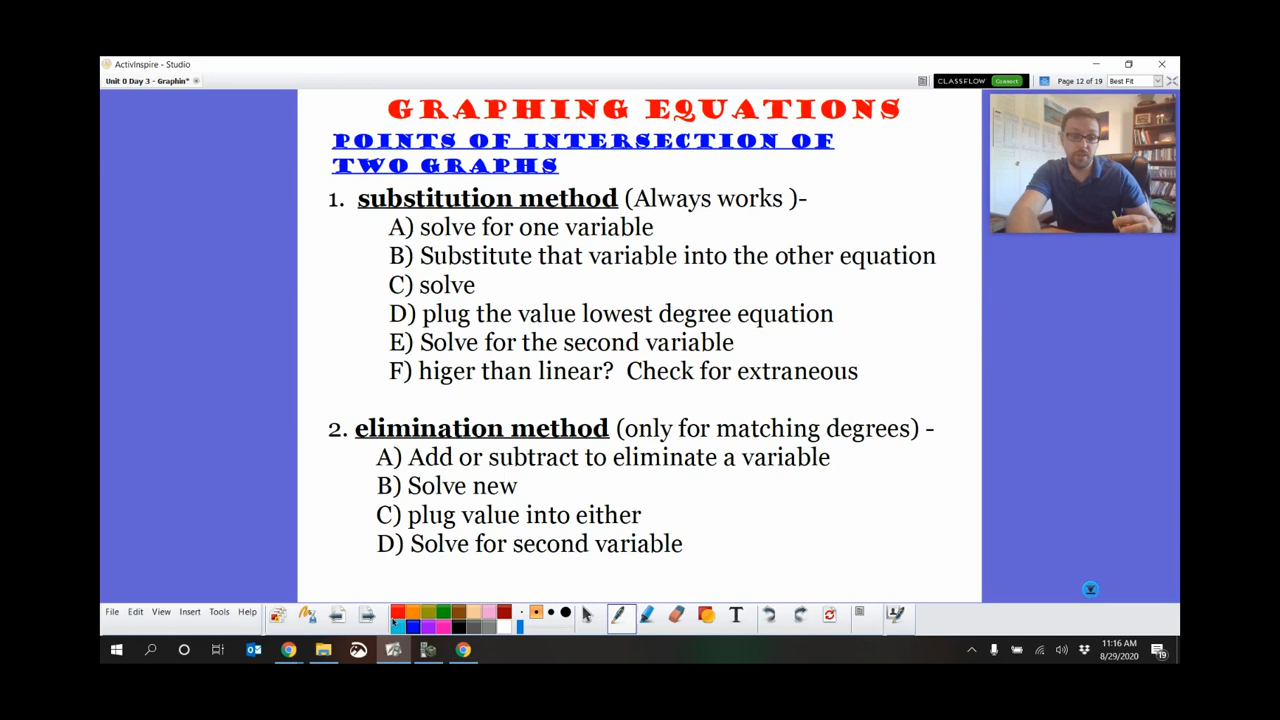 ActivInspire - Studio
Unit 0 Day 3 - Graphin*
CLASSFLOW Connect
Page 12 of 19
Best Fit
GRAPHING EQUATIONS
POINTS OF INTERSECTION OF
TWO GRAPHS
1. substitution method (Always works )-
A) solve for one variable
B) Substitute that variable into the other equation
C) solve
D) plug the value lowest degree equation
E) Solve for the second variable
F) higer than linear? Check for extraneous
2. elimination method (only for matching degrees) -
A) Add or subtract to eliminate a variable
B) Solve new
C) plug value into either
D) Solve for second variable
File Edit View Insert Tools Help
T
11:16 AM
8/29/2020
19